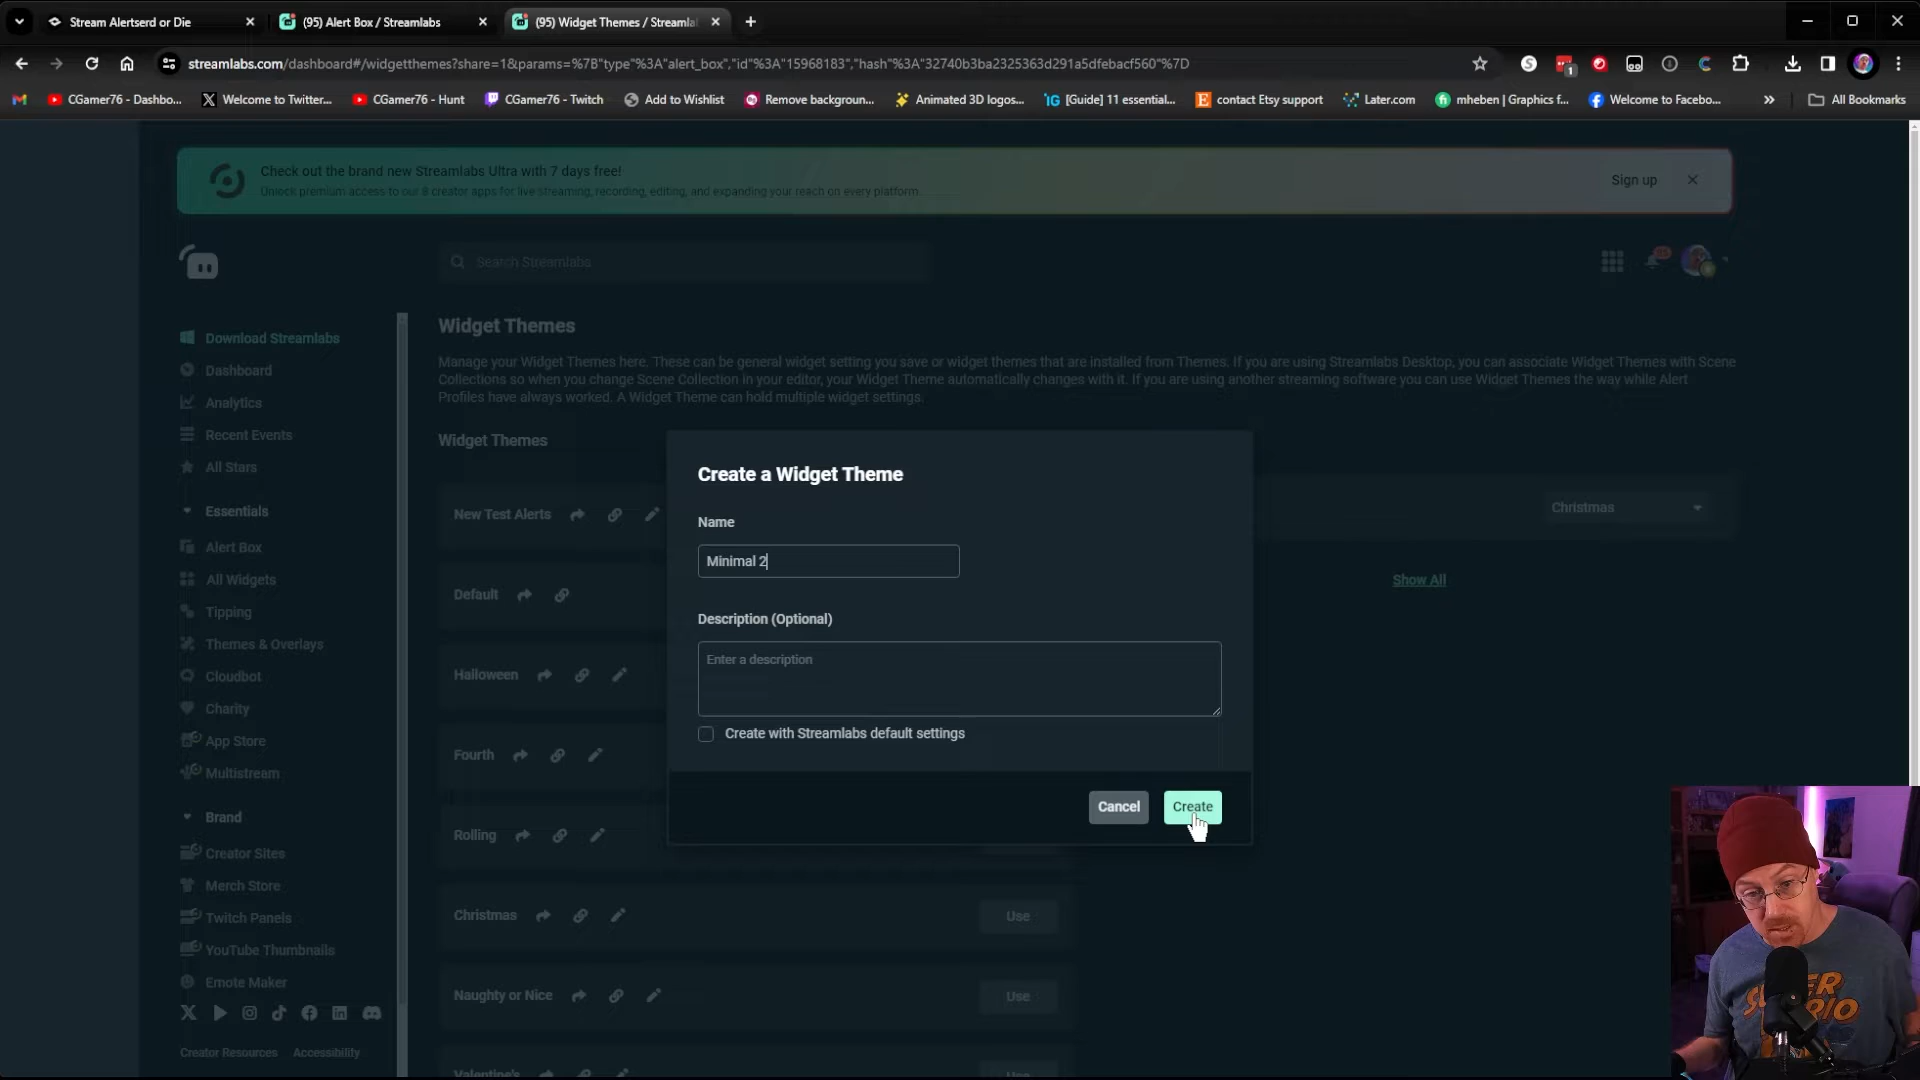 Stream Alertserd or Die
(95) Alert Box / Streamlabs
(95) Widget Themes / Streamla
streamlabs.com/dashboard#/widgetthemes?share=1&params=%7B"type"%3A"alert_box","id"%3A"15968183","hash"%3A"32740b3ba2325363d291a5dfebacf560"%7D
CGamer76 - Dashbo...
Welcome to Twitter...
CGamer76 - Hunt
CGamer76 - Twitch
Add to Wishlist
Remove backgroun...
Animated 3D logos...
[Guide] 11 essential...
contact Etsy support
Later.com
mheben | Graphics f...
Welcome to Facebo...
All Bookmarks
Check out the brand new Streamlabs Ultra with 7 days free!
Unlock premium access to our 8 creator apps for live streaming, recording, editing, and expanding your reach on every platform.
Sign up
Search Streamlabs
Download Streamlabs
Dashboard
Analytics
Recent Events
All Stars
Essentials
Alert Box
All Widgets
Tipping
Themes & Overlays
Cloudbot
Charity
App Store
Multistream
Brand
Creator Sites
Merch Store
Twitch Panels
YouTube Thumbnails
Emote Maker
Creator Resources Accessibility
Widget Themes
Manage your Widget Themes here. These can be general widget setting you save or widget themes that are installed from Themes. If you are using Streamlabs Desktop, you can associate Widget Themes with Scene
Collections so when you change Scene Collection in your editor, your Widget Theme automatically changes with it. If you are using another streaming software you can use Widget Themes the way while Alert
Profiles have always worked. A Widget Theme can hold multiple widget settings.
Widget Themes
New Test Alerts
Christmas
Show All
Default
Halloween
Fourth
Rolling
Christmas
Use
Naughty or Nice
Use
Valentine's
Use
Create a Widget Theme
Name
Minimal 2
Description (Optional)
Enter a description
Create with Streamlabs default settings
Cancel
Create